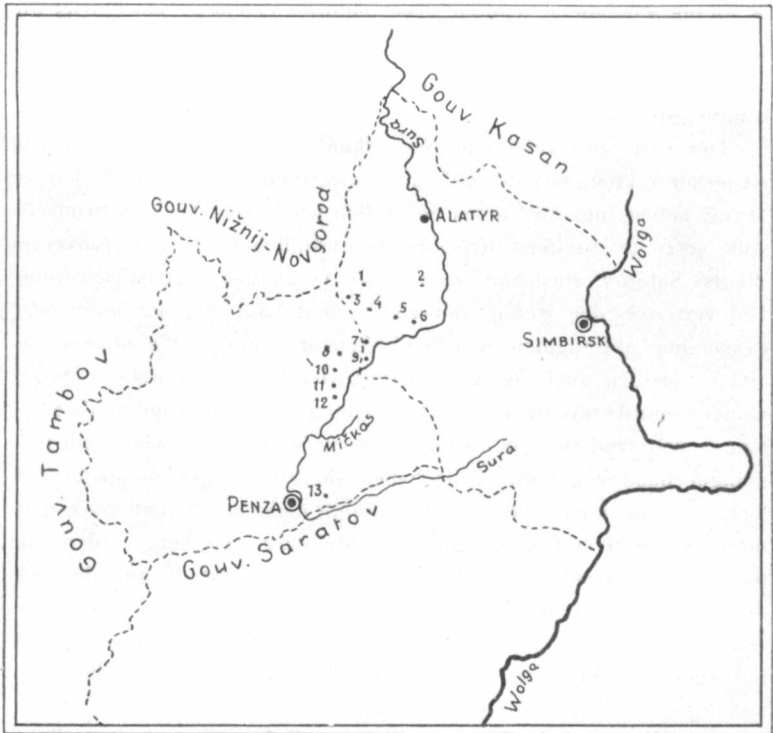 Gouv. Kasan
Sura
Gouv. Nižnij-Novgorod
ALATYR
Wolga
1
2
3
4
5
6
7
8
9
10
11
12
SIMBIRSK
Gouv. Tambov
Mičkas
Sura
PENZA
13
Gouv. Saratov
Wolga